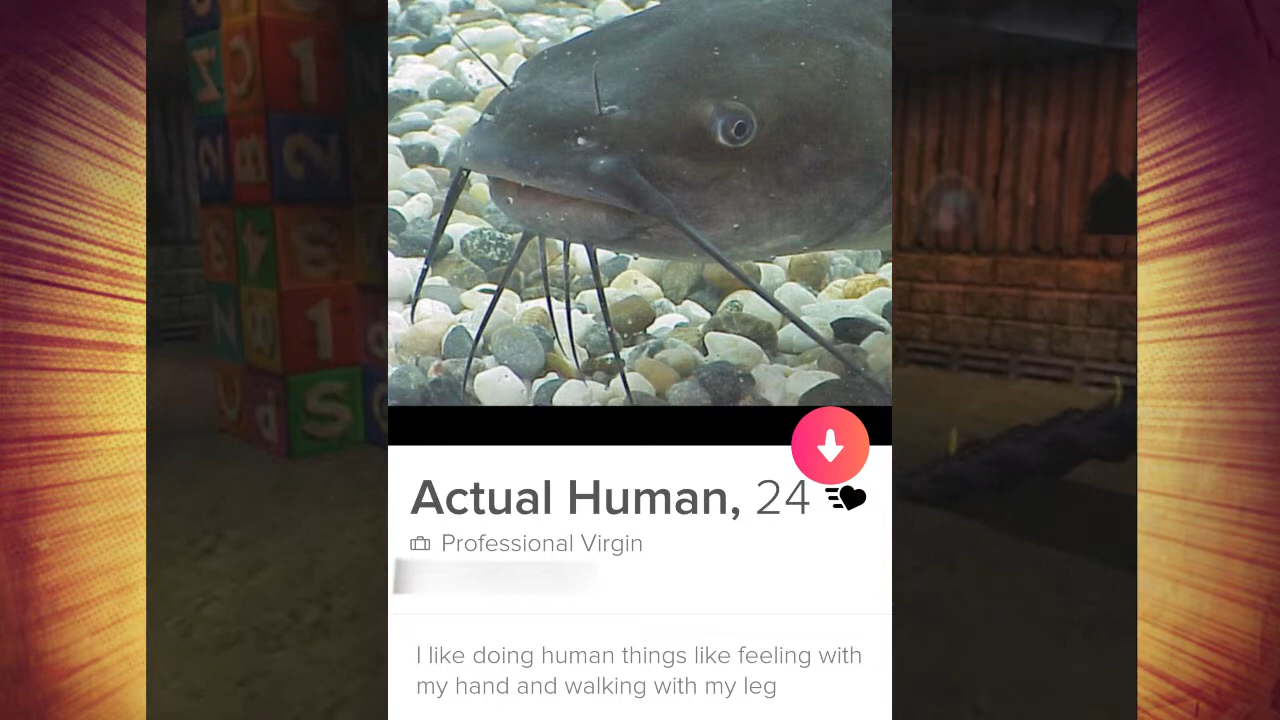 Actual Human, 24
Professional Virgin
I like doing human things like feeling with
my hand and walking with my leg